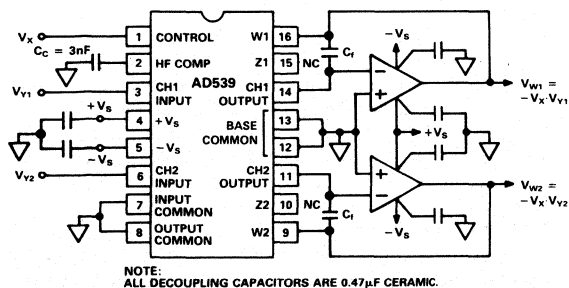 VX
CC = 3nF
VY1
+VS
−VS
VY2
1 CONTROL
2 HF COMP
3 CH1 INPUT
4 +VS
5 −VS
6 CH2 INPUT
7 INPUT COMMON
8 OUTPUT COMMON
AD539
W1 16
Z1 15 NC
CH1 OUTPUT 14
BASE COMMON 13
12
CH2 OUTPUT 11
Z2 10 NC
W2 9
Cf
Cf
−VS
−
+
+VS
+
−
−VS
VW1 =
−VX·VY1
VW2 =
−VX·VY2
NOTE:
ALL DECOUPLING CAPACITORS ARE 0.47μF CERAMIC.